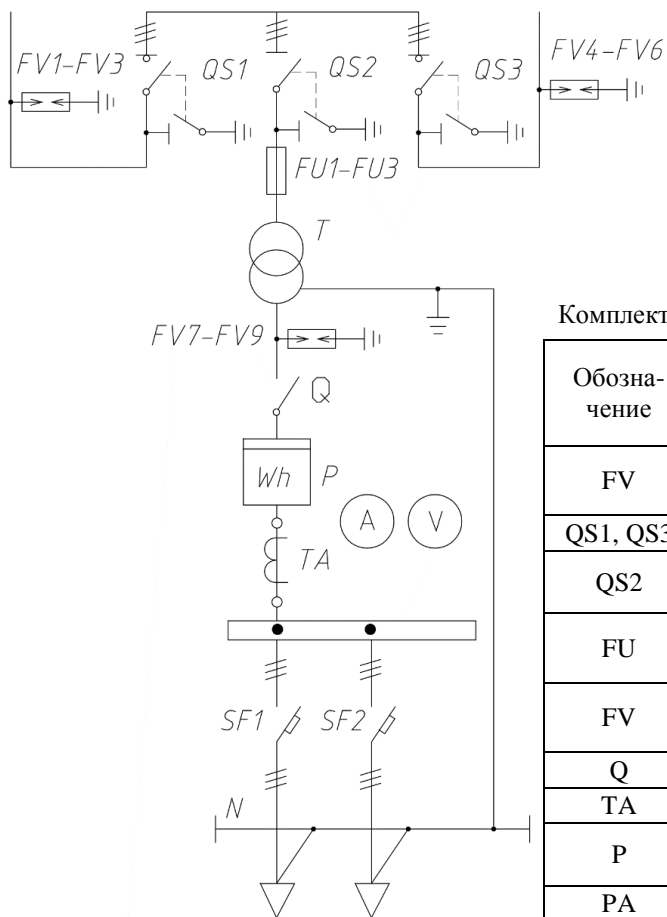 FV1-FV3
QS1
QS2
QS3
FV4-FV6
FU1-FU3
T
FV7-FV9
Q
Wh
P
A
V
TA
SF1
SF2
N
Комплект
Обозна-
чение
FV
QS1, QS3
QS2
FU
FV
Q
TA
P
PA